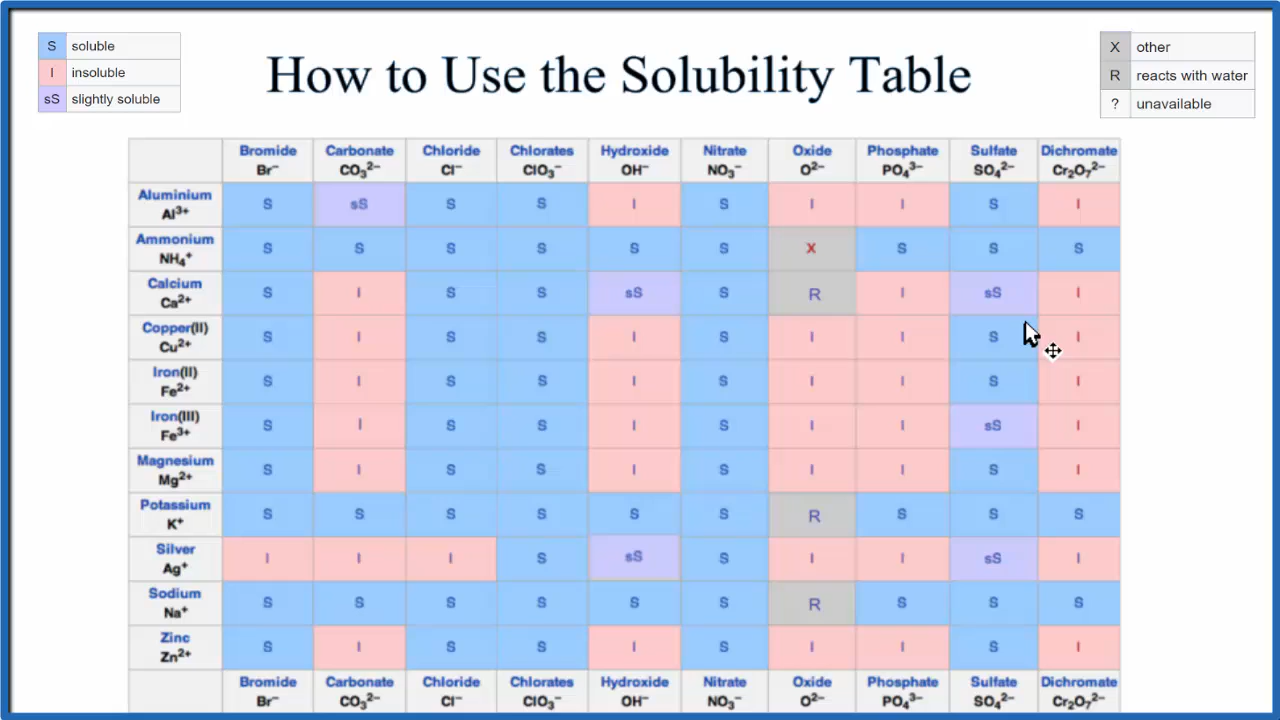 S soluble
I insoluble
sS slightly soluble
How to Use the Solubility Table
X other
R reacts with water
? unavailable
Bromide Carbonate Chloride Chlorates Hydroxide Nitrate Oxide Phosphate Sulfate Dichromate
Br⁻ CO₃²⁻ Cl⁻ ClO₃⁻ OH⁻ NO₃⁻ O²⁻ PO₄³⁻ SO₄²⁻ Cr₂O₇²⁻
Aluminium
Al³⁺ S sS S S I S I I S I
Ammonium
NH₄⁺ S S S S S S X S S S
Calcium
Ca²⁺ S I S S sS S R I sS I
Copper(II)
Cu²⁺ S I S S I S I I S I
Iron(II)
Fe²⁺ S I S S I S I I S I
Iron(III)
Fe³⁺ S I S S I S I I sS I
Magnesium
Mg²⁺ S I S S I S I I S I
Potassium
K⁺ S S S S S S R S S S
Silver
Ag⁺ I I I S sS S I I sS I
Sodium
Na⁺ S S S S S S R S S S
Zinc
Zn²⁺ S I S S I S I I S I
Bromide Carbonate Chloride Chlorates Hydroxide Nitrate Oxide Phosphate Sulfate Dichromate
Br⁻ CO₃²⁻ Cl⁻ ClO₃⁻ OH⁻ NO₃⁻ O²⁻ PO₄³⁻ SO₄²⁻ Cr₂O₇²⁻